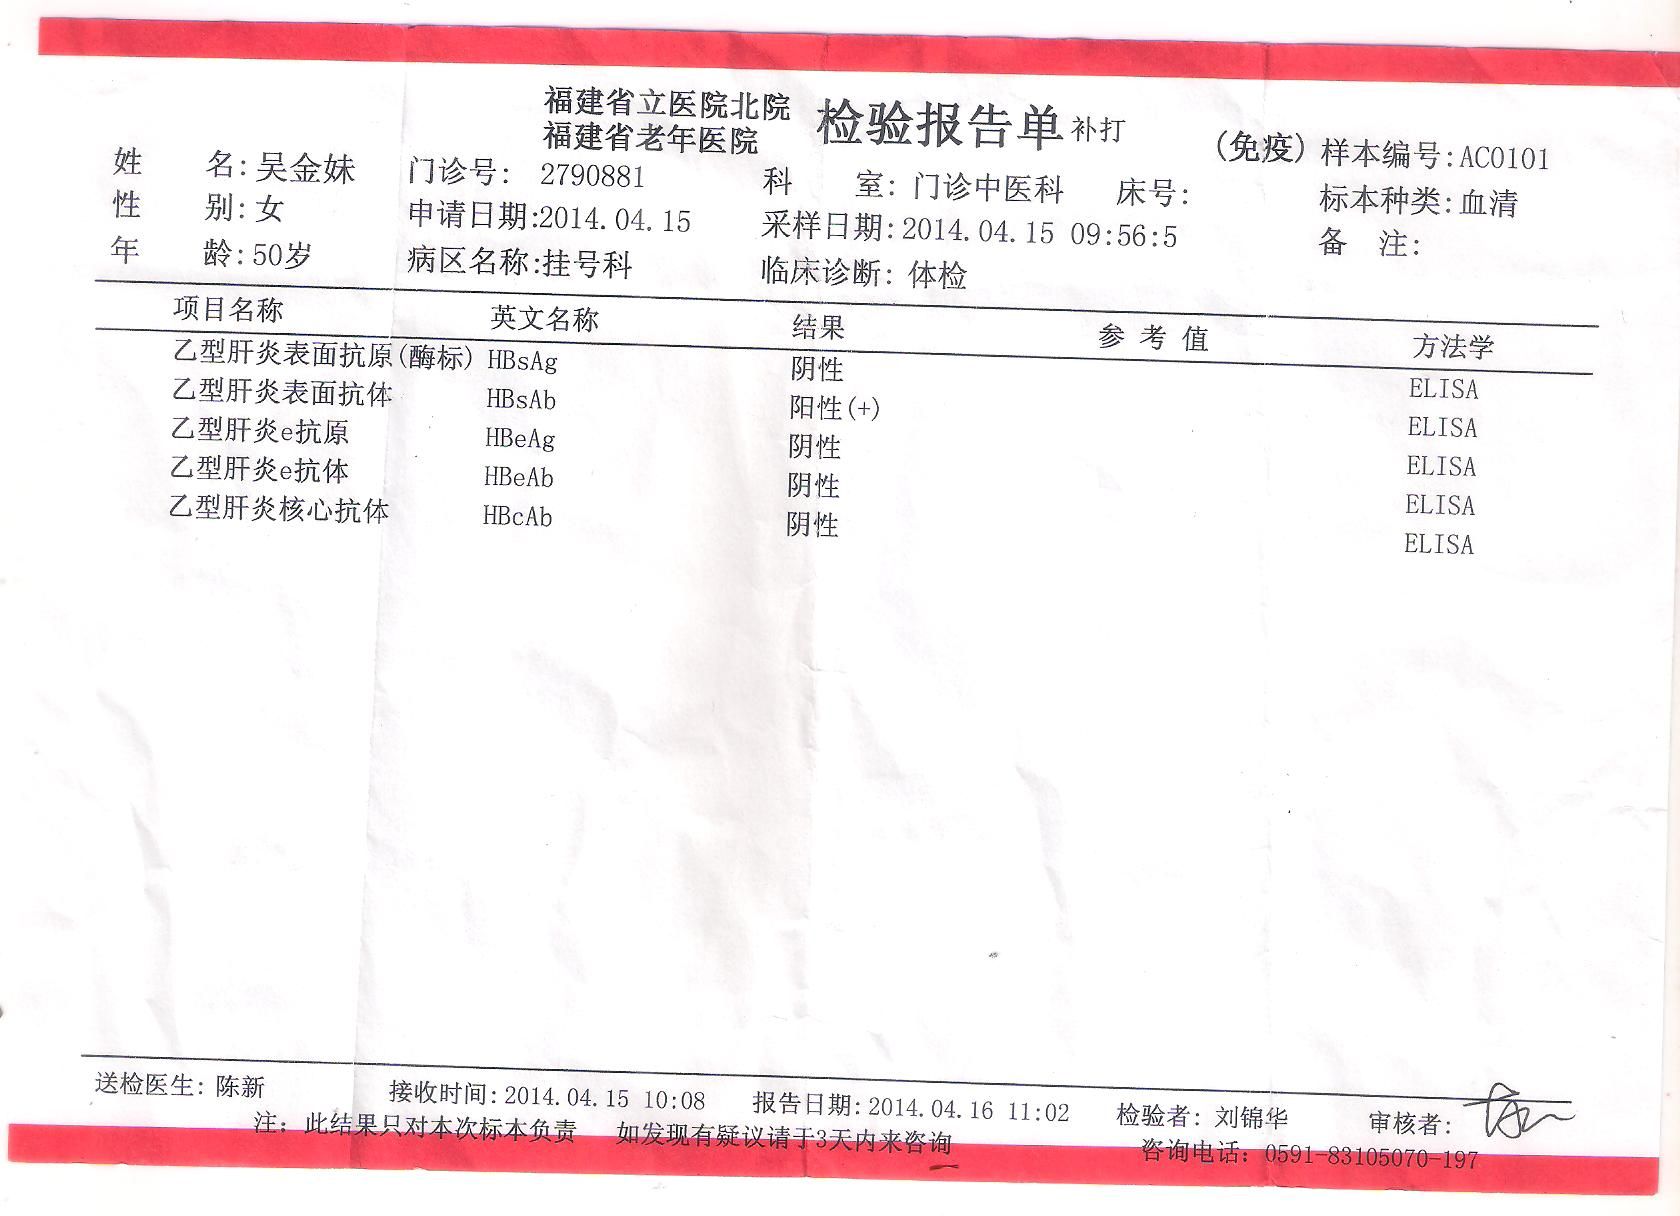 福建省立医院北院
福建省老年医院
检验报告单 补打
(免疫) 样本编号:AC0101
姓 名:吴金妹 门诊号: 2790881 科 室: 门诊中医科 床号:
标本种类:血清
性 别:女 申请日期:2014.04.15 采样日期:2014.04.15 09:56:5
备 注:
年 龄:50岁 病区名称:挂号科 临床诊断: 体检
项目名称 英文名称 结果 参 考 值 方法学
乙型肝炎表面抗原(酶标) HBsAg 阴性 ELISA
乙型肝炎表面抗体 HBsAb 阳性(+) ELISA
乙型肝炎e抗原 HBeAg 阴性 ELISA
乙型肝炎e抗体 HBeAb 阴性 ELISA
乙型肝炎核心抗体 HBcAb 阴性 ELISA
送检医生: 陈新 接收时间:2014.04.15 10:08 报告日期:2014.04.16 11:02 检验者: 刘锦华 审核者:
注: 此结果只对本次标本负责 如发现有疑议请于3天内来咨询 咨询电话: 0591-83105070-197